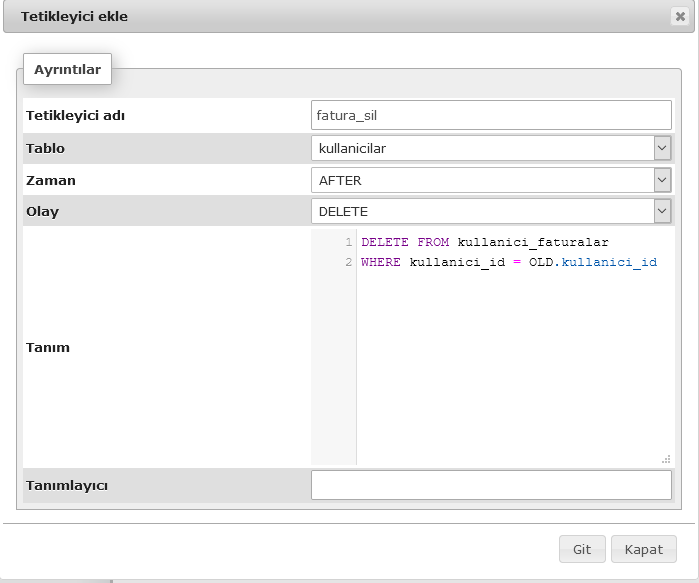 Tetikleyici ekle
Ayrıntılar
Tetikleyici adı fatura_sil
Tablo kullanicilar
Zaman AFTER
Olay DELETE
1 DELETE FROM kullanici_faturalar
2 WHERE kullanici_id = OLD.kullanici_id
Tanım
Tanımlayıcı
Git Kapat